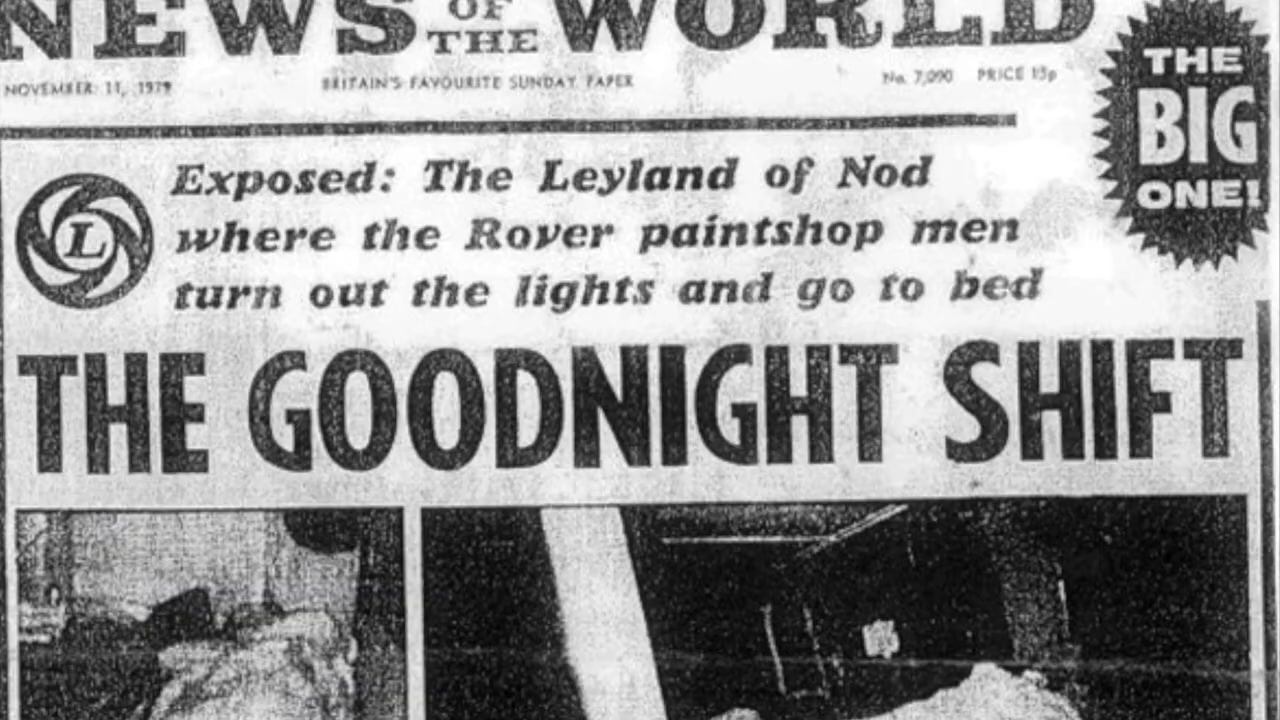 NEWS OF THE WORLD
NOVEMBER 11, 1979 BRITAIN'S FAVOURITE SUNDAY PAPER No. 7,090 PRICE 15p
THE
BIG
ONE!
L
Exposed: The Leyland of Nod
where the Rover paintshop men
turn out the lights and go to bed
THE GOODNIGHT SHIFT